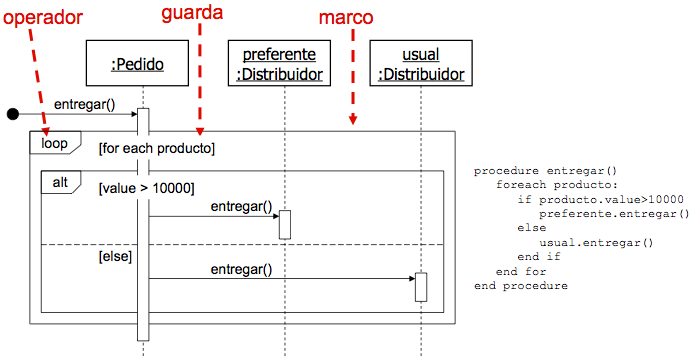 operador
guarda
marco
:Pedido
preferente
:Distribuidor
usual
:Distribuidor
entregar()
loop
[for each producto]
alt
[value > 10000]
entregar()
[else]
entregar()
procedure entregar()
foreach producto:
if producto.value>10000
preferente.entregar()
else
usual.entregar()
end if
end for
end procedure